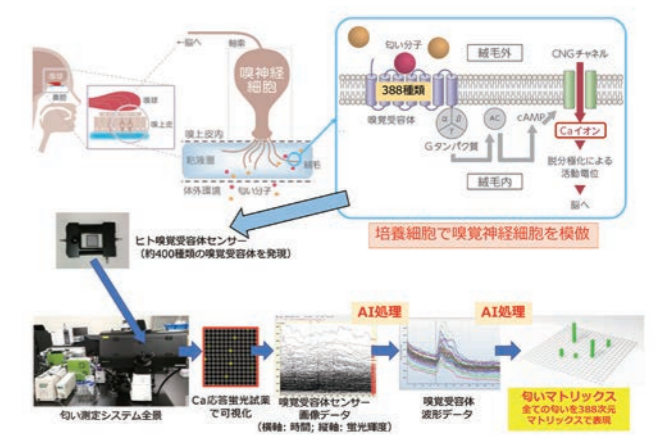 ←脳へ
軸索
嗅神経
細胞
嗅球
鼻腔
嗅球
嗅上皮
嗅上皮内
粘液層
絨毛
体外環境
匂い分子
匂い分子
絨毛外
CNGチャネル
388種類
嗅覚受容体
α
β
γ
Gタンパク質
AC
cAMP
Caイオン
脱分極化による
活動電位
絨毛内
脳へ
培養細胞で嗅覚神経細胞を模倣
ヒト嗅覚受容体センサー
(約400種類の嗅覚受容体を発現)
AI処理
AI処理
匂い測定システム全景
Ca応答蛍光試薬
で可視化
嗅覚受容体センサー
画像データ
(横軸: 時間; 縦軸: 蛍光輝度)
嗅覚受容体
波形データ
匂いマトリックス
全ての匂いを388次元
マトリックスで表現